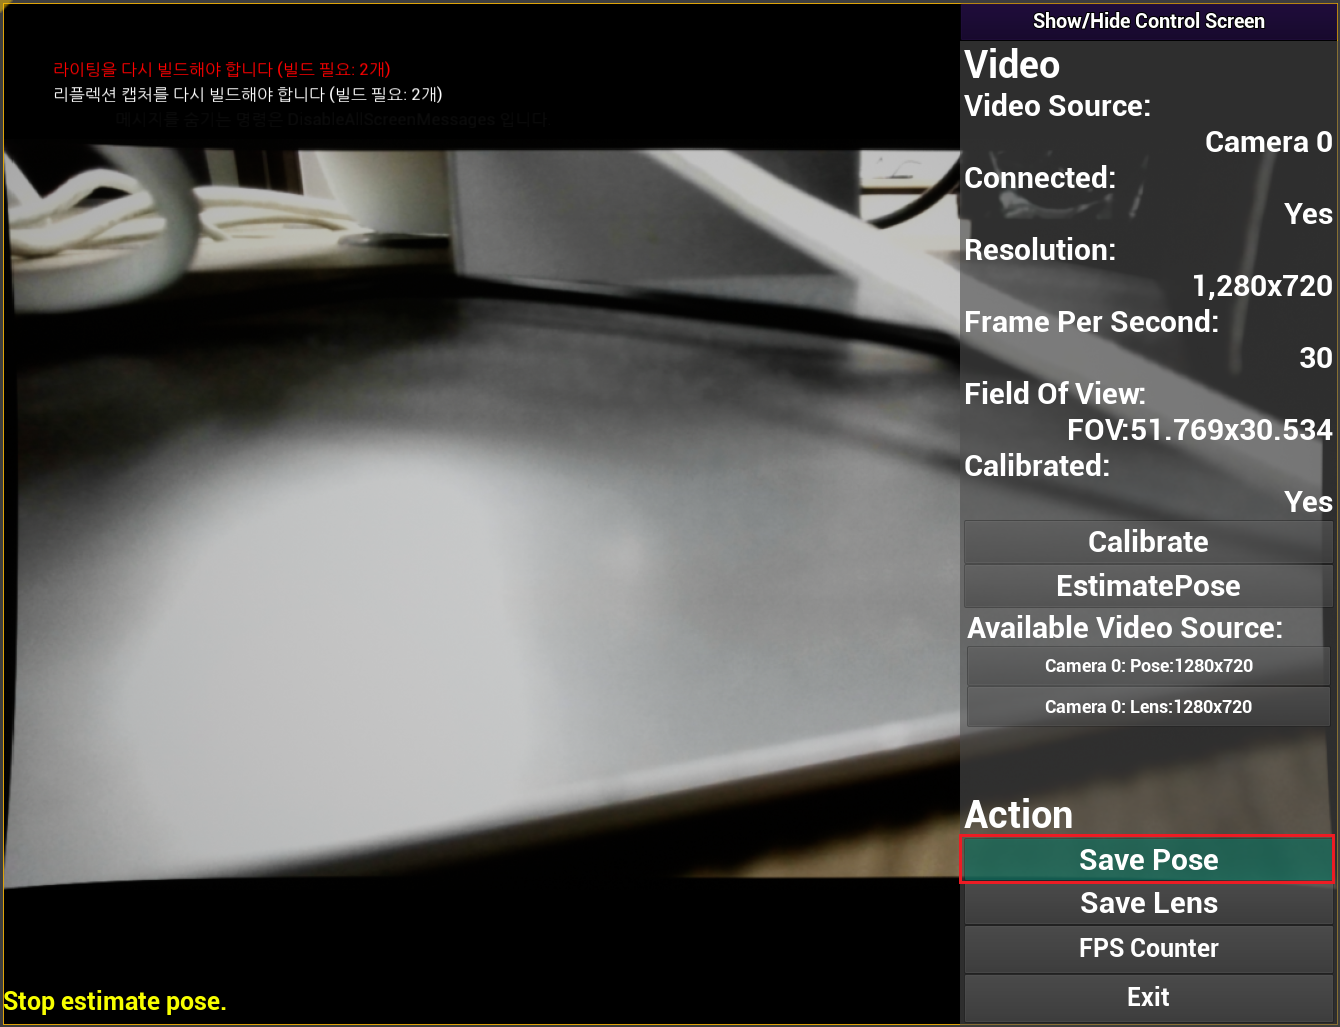 라이팅을 다시 빌드해야 합니다 (빌드 필요: 2개)
리플렉션 캡처를 다시 빌드해야 합니다 (빌드 필요: 2개)
메시지를 숨기는 명령은 DisableAllScreenMessages 입니다
Stop estimate pose.
Show/Hide Control Screen
Video
Video Source:
Camera 0
Connected:
Yes
Resolution:
1,280x720
Frame Per Second:
30
Field Of View:
FOV:51.769x30.534
Calibrated:
Yes
Calibrate
EstimatePose
Available Video Source:
Camera 0: Pose:1280x720
Camera 0: Lens:1280x720
Action
Save Pose
Save Lens
FPS Counter
Exit